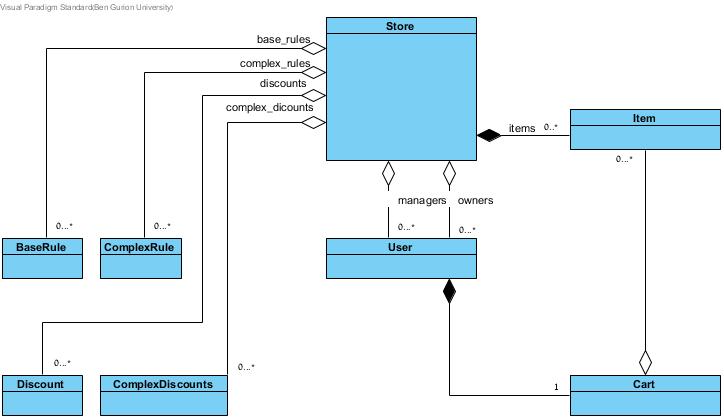 Visual Paradigm Standard(Ben Gurion University)
Store
base_rules
complex_rules
discounts
complex_dicounts
items 0..*
Item
0...*
managers owners
0...* 0...*
0...* 0...*
BaseRule ComplexRule User
0...* 0...*
Discount ComplexDiscounts 1 Cart